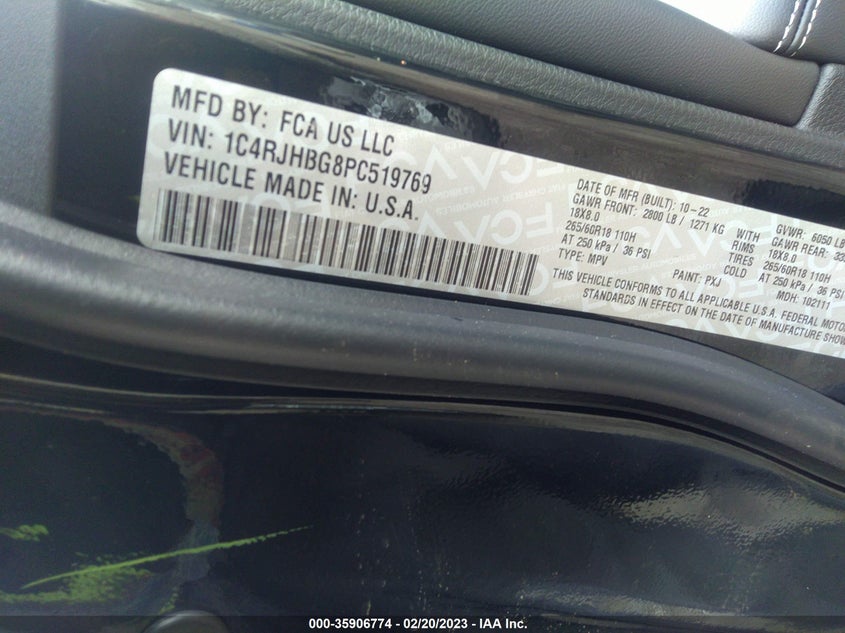 MFD BY: FCA US LLC
VIN: 1C4RJHBG8PC519769
VEHICLE MADE IN: U.S.A.
DATE OF MFR (BUILT): 10-22 GVWR: 6050 LB
GAWR FRONT: 2800 LB / 1271 KG WITH GAWR REAR:
18X8.0 RIMS 18X8.0
265/60R18 110H TIRES 265/60R18 110H
AT 250 kPa / 36 PSI COLD AT 250 kPa / 36 PSI
TYPE: MPV PAINT: PXJ MDH: 102111
THIS VEHICLE CONFORMS TO ALL APPLICABLE U.S.A. FEDERAL MOTOR
STANDARDS IN EFFECT ON THE DATE OF MANUFACTURE SHOW
000-35906774 / 02/20/2023 / IAA Inc.